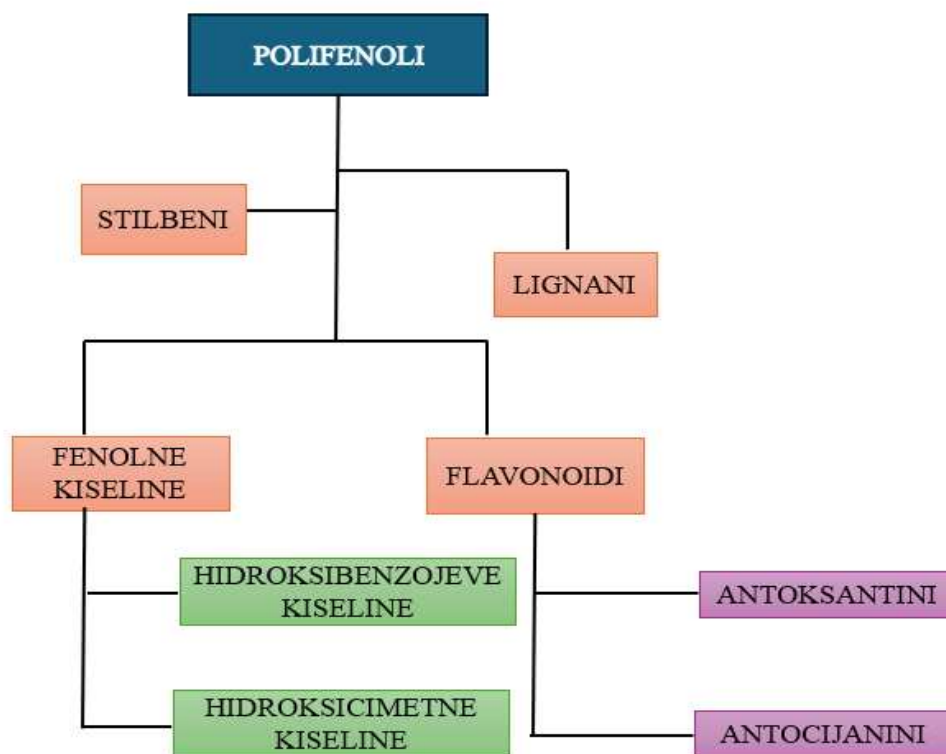 POLIFENOLI
STILBENI
LIGNANI
FENOLNE
KISELINE
FLAVONOIDI
HIDROKSIBENZOJEVE
KISELINE
ANTOKSANTINI
HIDROKSICIMETNE
KISELINE
ANTOCIJANINI